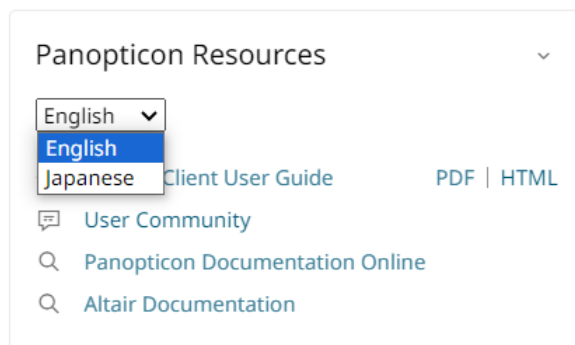 Panopticon Resources
English
English
Japanese
Client User Guide PDF | HTML
User Community
Panopticon Documentation Online
Altair Documentation